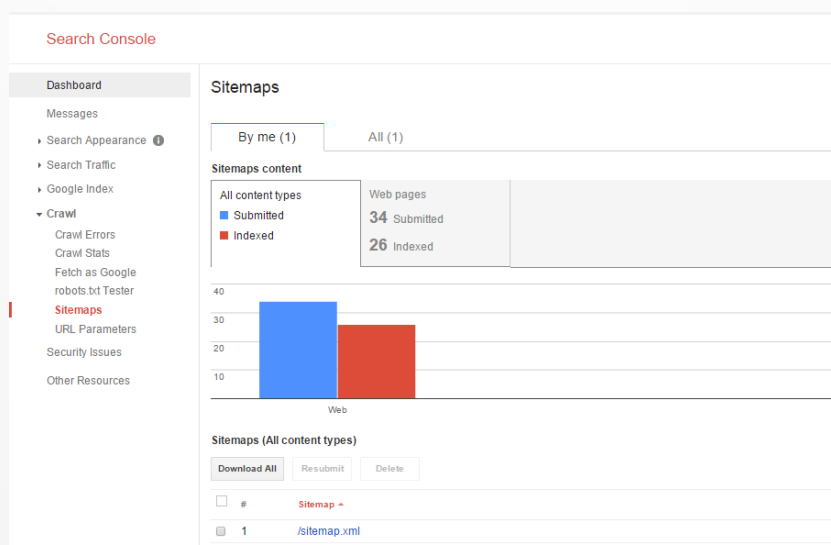 Search Console
Dashboard
Messages
Search Appearance
Search Traffic
Google Index
Crawl
Crawl Errors
Crawl Stats
Fetch as Google
robots.txt Tester
Sitemaps
URL Parameters
Security Issues
Other Resources
Sitemaps
By me (1) All (1)
Sitemaps content
All content types
Submitted
Indexed
Web pages
34 Submitted
26 Indexed
40
30
20
10
Web
Sitemaps (All content types)
Download All Resubmit Delete
# Sitemap
1 /sitemap.xml